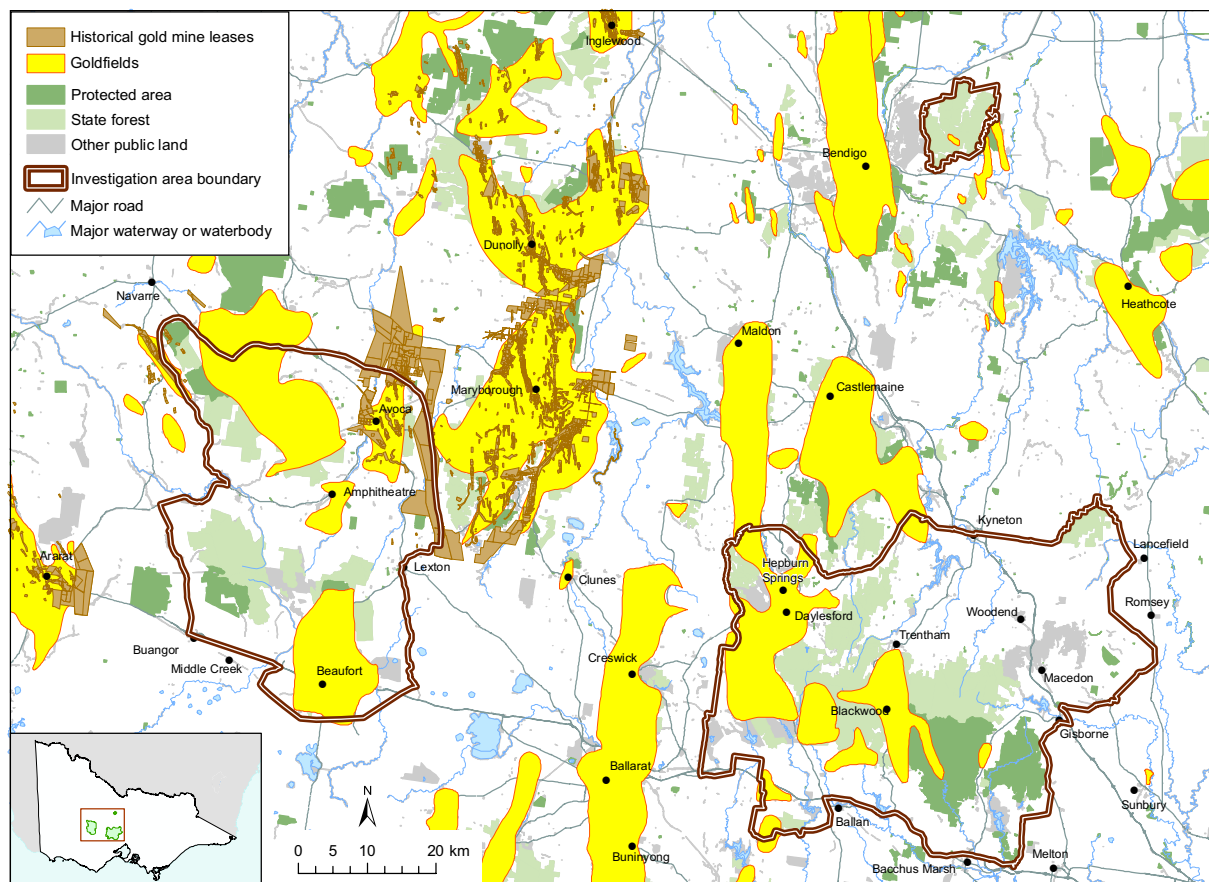 Historical gold mine leases
Goldfields
Protected area
State forest
Other public land
Investigation area boundary
Major road
Major waterway or waterbody
Inglewood
Bendigo
Dunolly
Navarre
Heathcote
Maldon
Castlemaine
Maryborough
Avoca
Amphitheatre
Kyneton
Lancefield
Ararat
Lexton
Clunes
Hepburn
Springs
Daylesford
Woodend
Romsey
Trentham
Buangor
Middle Creek
Creswick
Macedon
Beaufort
Blackwood
Gisborne
Ballarat
Sunbury
N
Ballan
0 5 10 20 km
Buninyong
Bacchus Marsh
Melton